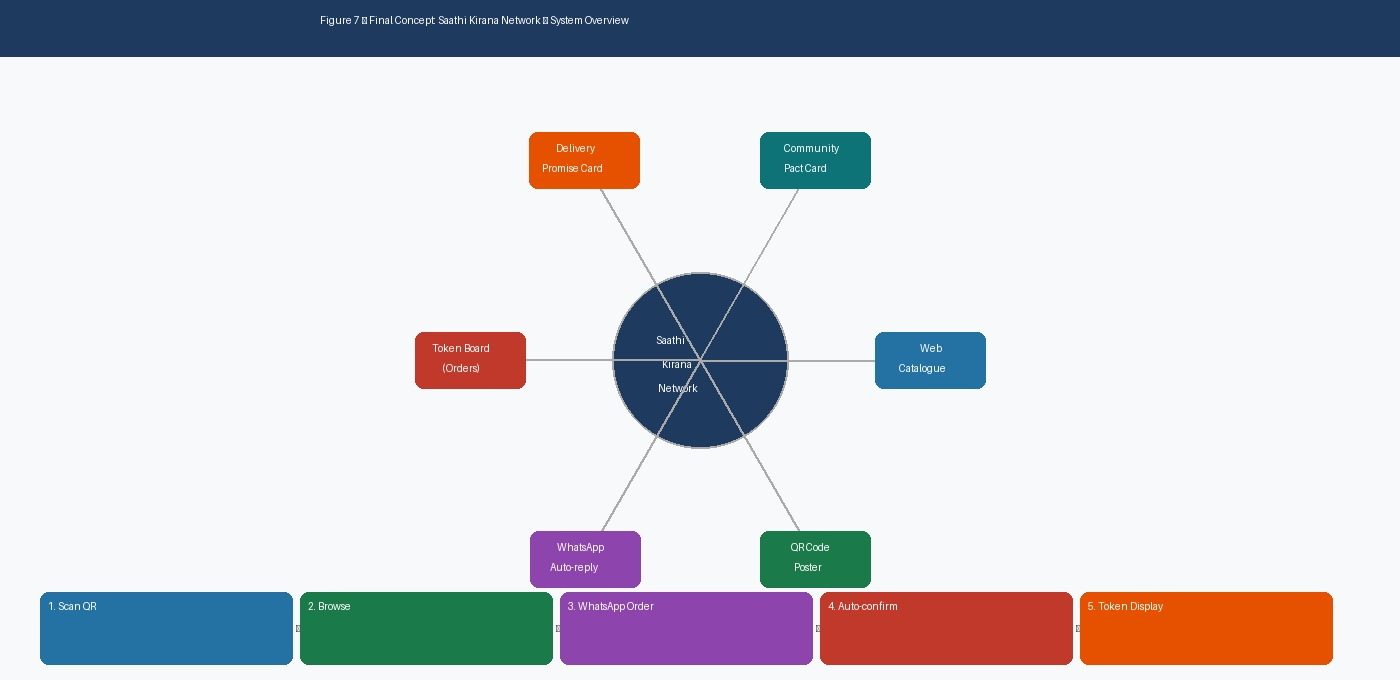 Figure 7 ▯ Final Concept: Saathi Kirana Network ▯ System Overview
Delivery
Promise Card
Community
Pact Card
Token Board
(Orders)
Saathi
Kirana
Network
Web
Catalogue
WhatsApp
Auto-reply
QR Code
Poster
1. Scan QR
▯
2. Browse
▯
3. WhatsApp Order
▯
4. Auto-confirm
▯
5. Token Display